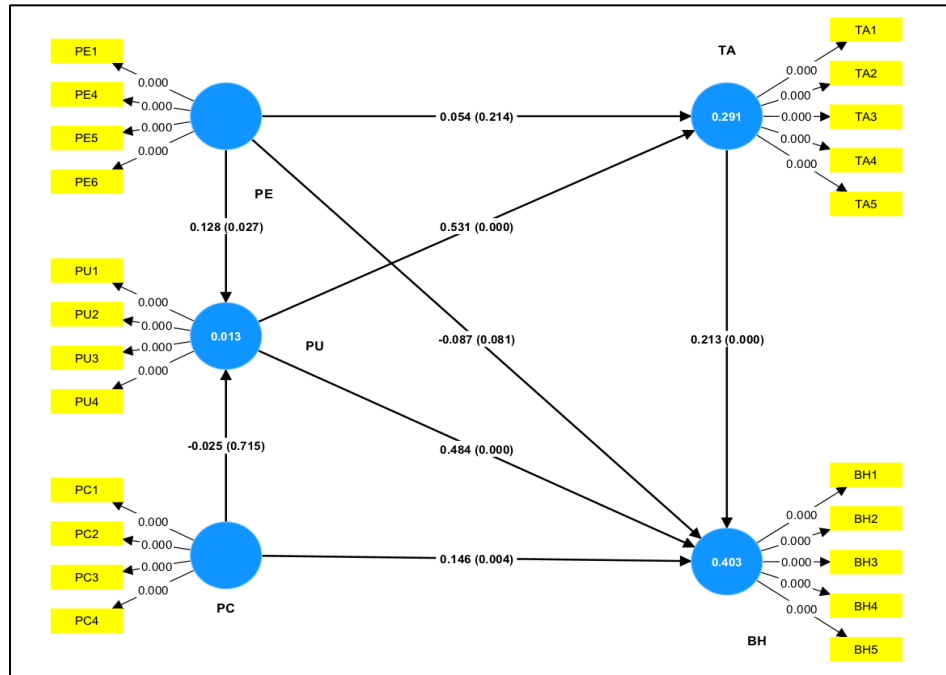 TA1
PE1
TA
0.000
0.000
TA2
PE4
0.000
0.000
0.000
0.054 (0.214)
0.291
0.000
TA3
PE5
0.000
0.000
TA4
PE6
0.000
0.000
TA5
PE
0.128 (0.027)
0.531 (0.000)
PU1
0.000
PU2
0.000
0.013
PU
-0.087 (0.081)
0.213 (0.000)
PU3
0.000
0.000
PU4
-0.025 (0.715)
0.484 (0.000)
BH1
PC1
0.000
0.000
BH2
PC2
0.000
0.000
0.146 (0.004)
0.403
0.000
BH3
PC3
0.000
0.000
BH4
PC4
0.000
0.000
PC
BH
BH5